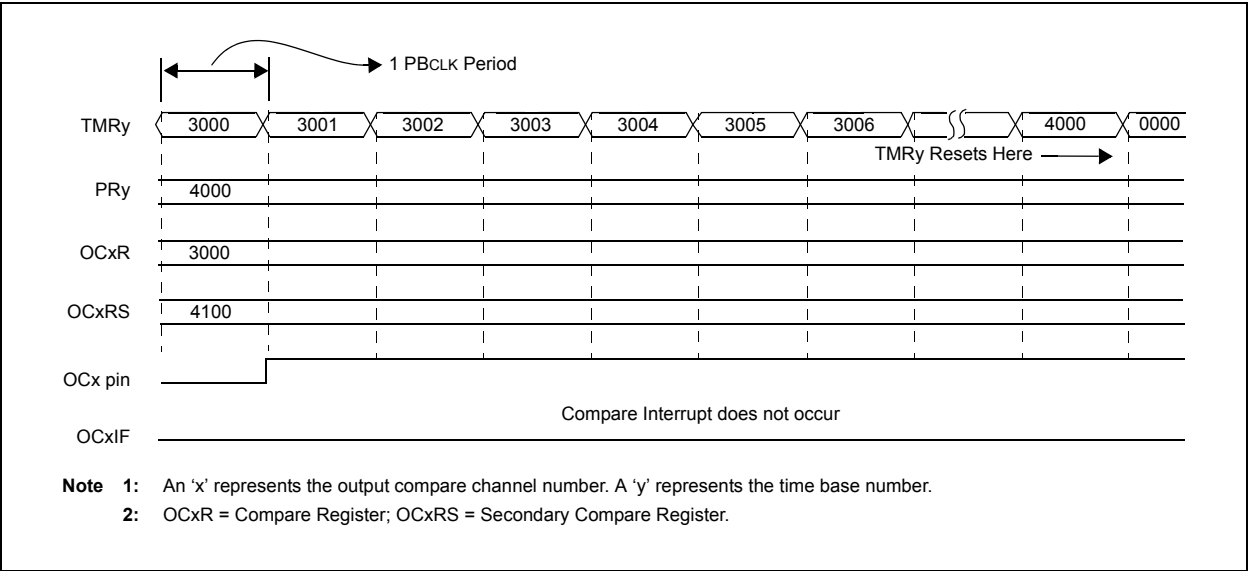 1 PBCLK Period
TMRy 3000 3001 3002 3003 3004 3005 3006 4000 0000
TMRy Resets Here
PRy 4000
OCxR 3000
OCxRS 4100
OCx pin
Compare Interrupt does not occur
OCxIF
Note 1: An ‘x’ represents the output compare channel number. A ‘y’ represents the time base number.
2: OCxR = Compare Register; OCxRS = Secondary Compare Register.